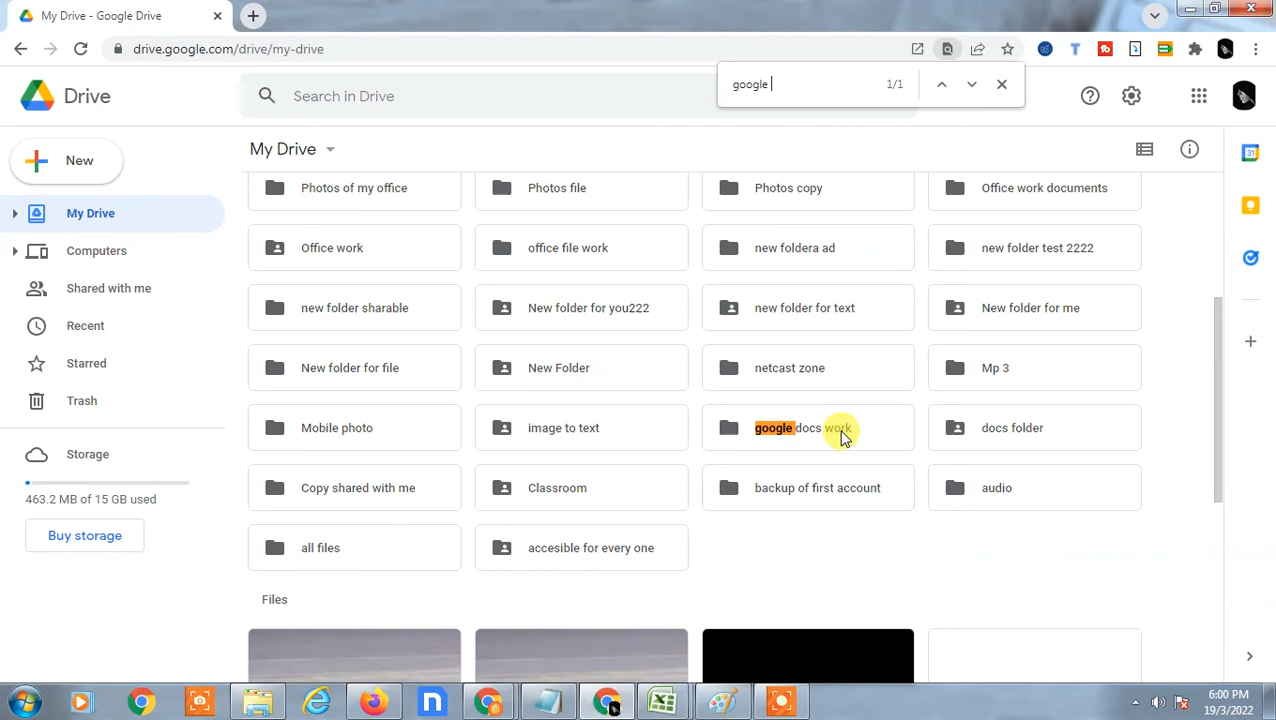 My Drive - Google Drive
drive.google.com/drive/my-drive
google
1/1
Drive
Search in Drive
New
My Drive
Computers
Shared with me
Recent
Starred
Trash
Storage
463.2 MB of 15 GB used
Buy storage
My Drive
Photos of my office
Photos file
Photos copy
Office work documents
Office work
office file work
new foldera ad
new folder test 2222
new folder sharable
New folder for you222
new folder for text
New folder for me
New folder for file
New Folder
netcast zone
Mp 3
Mobile photo
image to text
google docs work
docs folder
Copy shared with me
Classroom
backup of first account
audio
all files
accesible for every one
Files
31
T
N
6:00 PM
19/3/2022